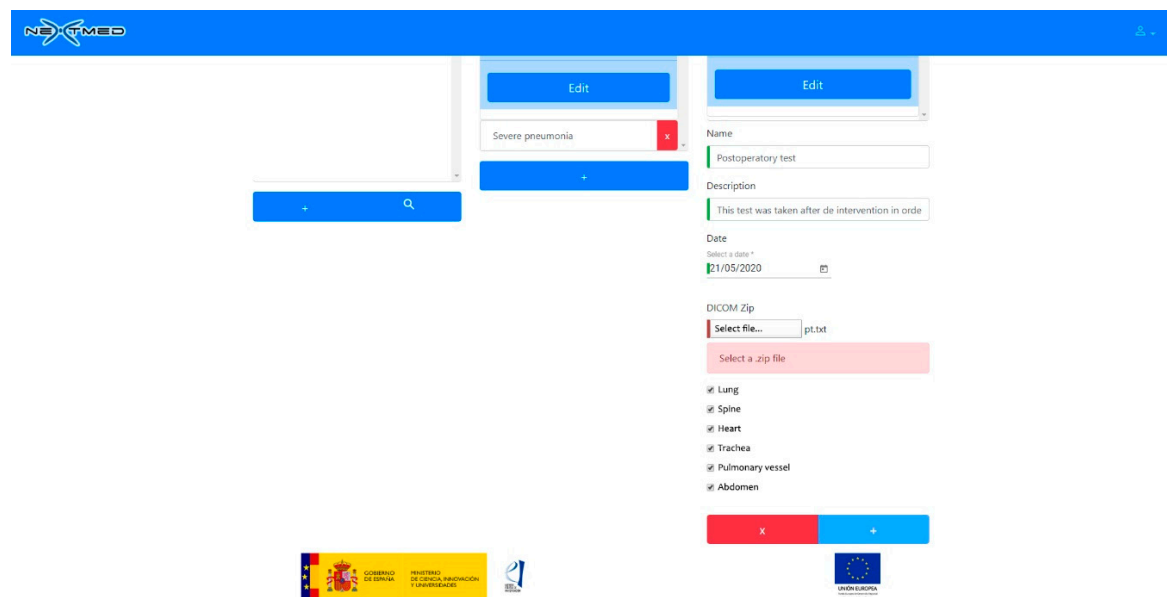 NEXTMED
Edit
Severe pneumonia
x
+
+
Edit
Name
Postoperatory test
Description
This test was taken after de intervention in orde
Date
Select a date *
21/05/2020
DICOM Zip
Select file...
pt.txt
Select a .zip file
Lung
Spine
Heart
Trachea
Pulmonary vessel
Abdomen
x
+
GOBIERNO
DE ESPAÑA
MINISTERIO
DE CIENCIA, INNOVACIÓN
Y UNIVERSIDADES
UNIÓN EUROPEA